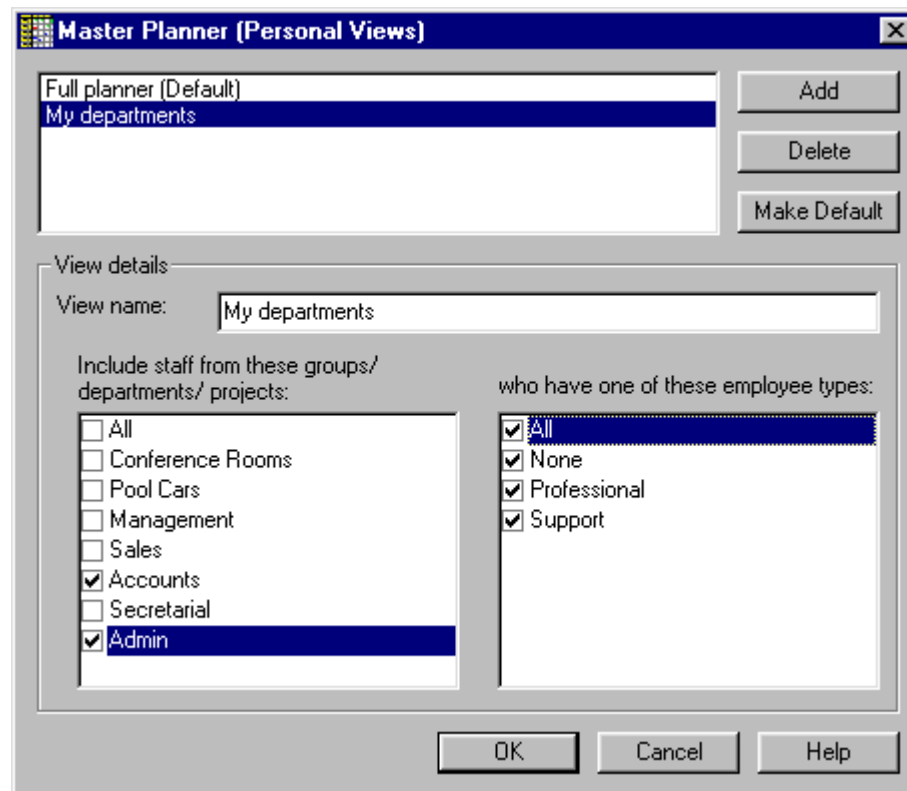 Master Planner (Personal Views)
Full planner (Default)
My departments
Add
Delete
Make Default
View details
View name:
My departments
Include staff from these groups/
departments/ projects:
All
Conference Rooms
Pool Cars
Management
Sales
Accounts
Secretarial
Admin
who have one of these employee types:
All
None
Professional
Support
OK
Cancel
Help